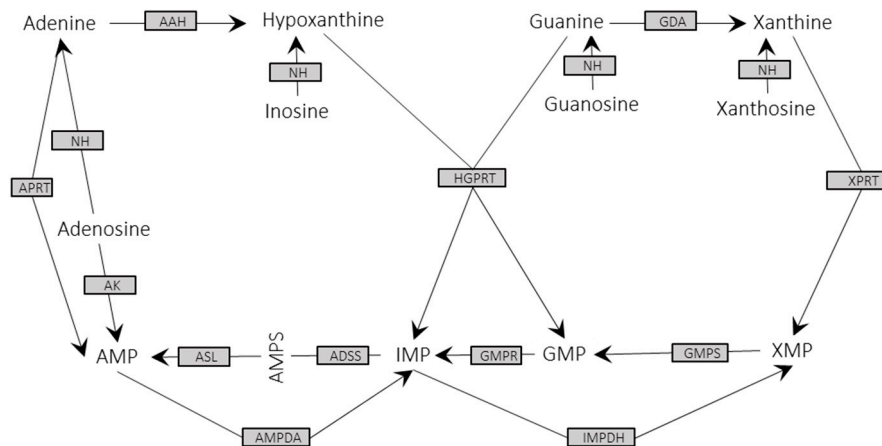 Adenine AAH Hypoxanthine Guanine GDA Xanthine
NH NH NH
Inosine Guanosine Xanthosine
NH
APRT HGPRT XPRT
Adenosine
AK
AMP ASL AMPS ADSS IMP GMPR GMP GMPS XMP
AMPDA IMPDH